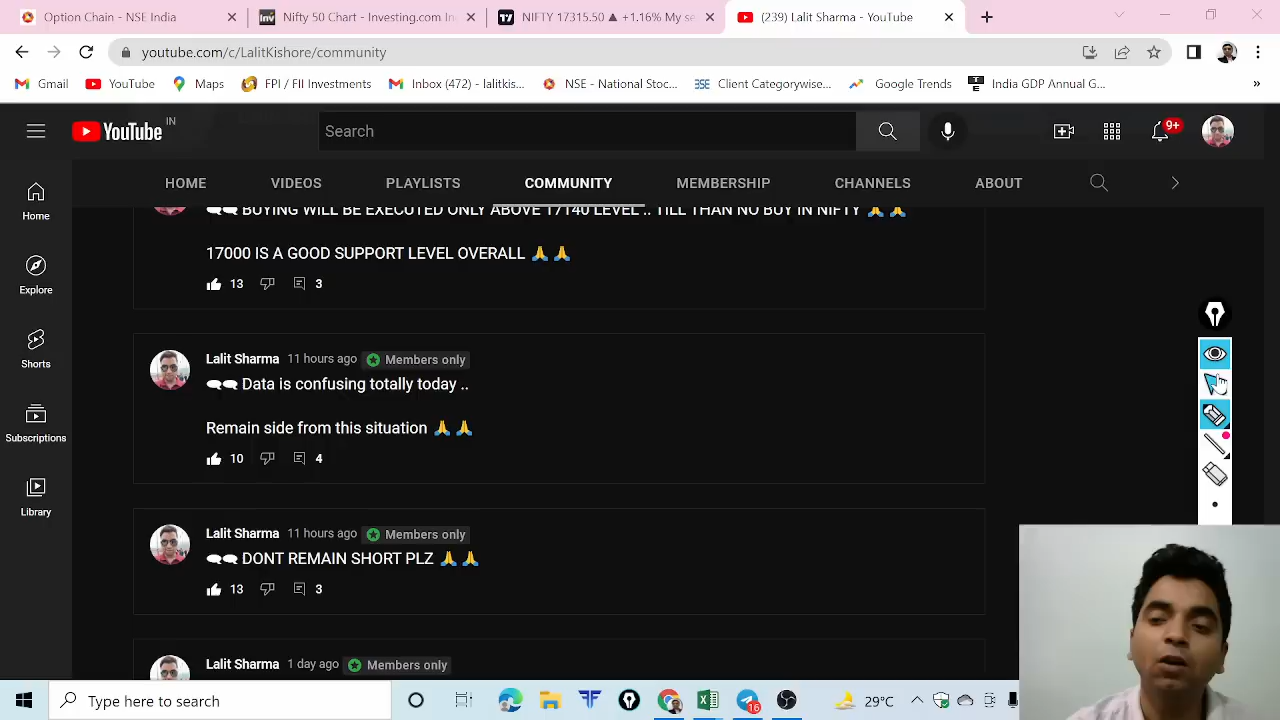 Option Chain - NSE India
Inv
Nifty 50 Chart - Investing.com In
NIFTY 17315.50 ▲ +1.16% My se
(239) Lalit Sharma - YouTube
youtube.com/c/LalitKishore/community
Gmail
YouTube
Maps
FPI / FII Investments
Inbox (472) - lalitkis...
NSE - National Stoc...
BSE
Client Categorywise...
Google Trends
TE
India GDP Annual G...
»
YouTube
IN
Search
9+
HOME
VIDEOS
PLAYLISTS
COMMUNITY
MEMBERSHIP
CHANNELS
ABOUT
Home
Explore
Shorts
Subscriptions
Library
🗨🗨 BUYING WILL BE EXECUTED ONLY ABOVE 17140 LEVEL .. TILL THAN NO BUY IN NIFTY 🙏 🙏
17000 IS A GOOD SUPPORT LEVEL OVERALL 🙏 🙏
13
3
Lalit Sharma 11 hours ago Members only
🗨🗨 Data is confusing totally today ..
Remain side from this situation 🙏 🙏
10
4
Lalit Sharma 11 hours ago Members only
🗨🗨 DONT REMAIN SHORT PLZ 🙏 🙏
13
3
Lalit Sharma 1 day ago Members only
Type here to search
16
29°C